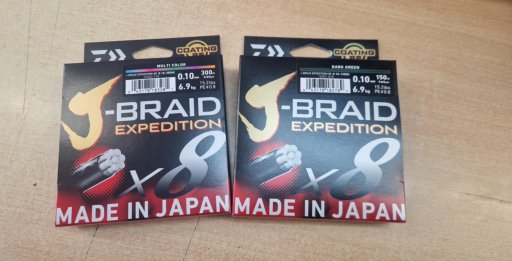 COATING
MULTI COLOR
0.10mm
300m
6.9kg
15.2lbs
PE#0.8
J-BRAID
EXPEDITION
x8
MADE IN JAPAN
COATING
DARK GREEN
0.10mm
150m
6.9kg
15.2lbs
PE#0.8
J-BRAID
EXPEDITION
x8
MADE IN JAPAN